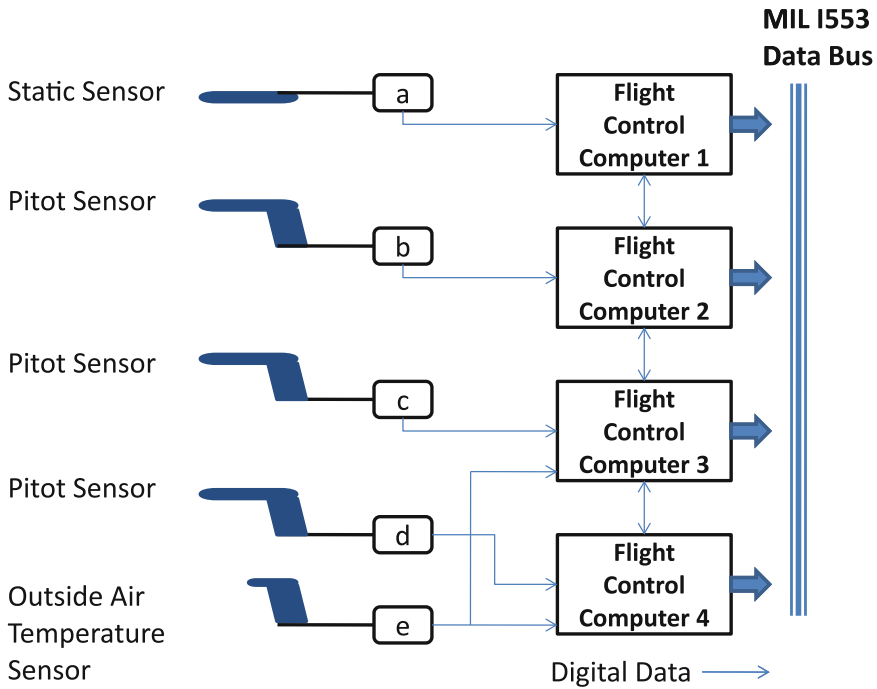 MIL I553
Data Bus
Static Sensor
a
Flight
Control
Computer 1
Pitot Sensor
b
Flight
Control
Computer 2
Pitot Sensor
c
Flight
Control
Computer 3
Pitot Sensor
d
Flight
Control
Computer 4
Outside Air
Temperature
Sensor
e
Digital Data